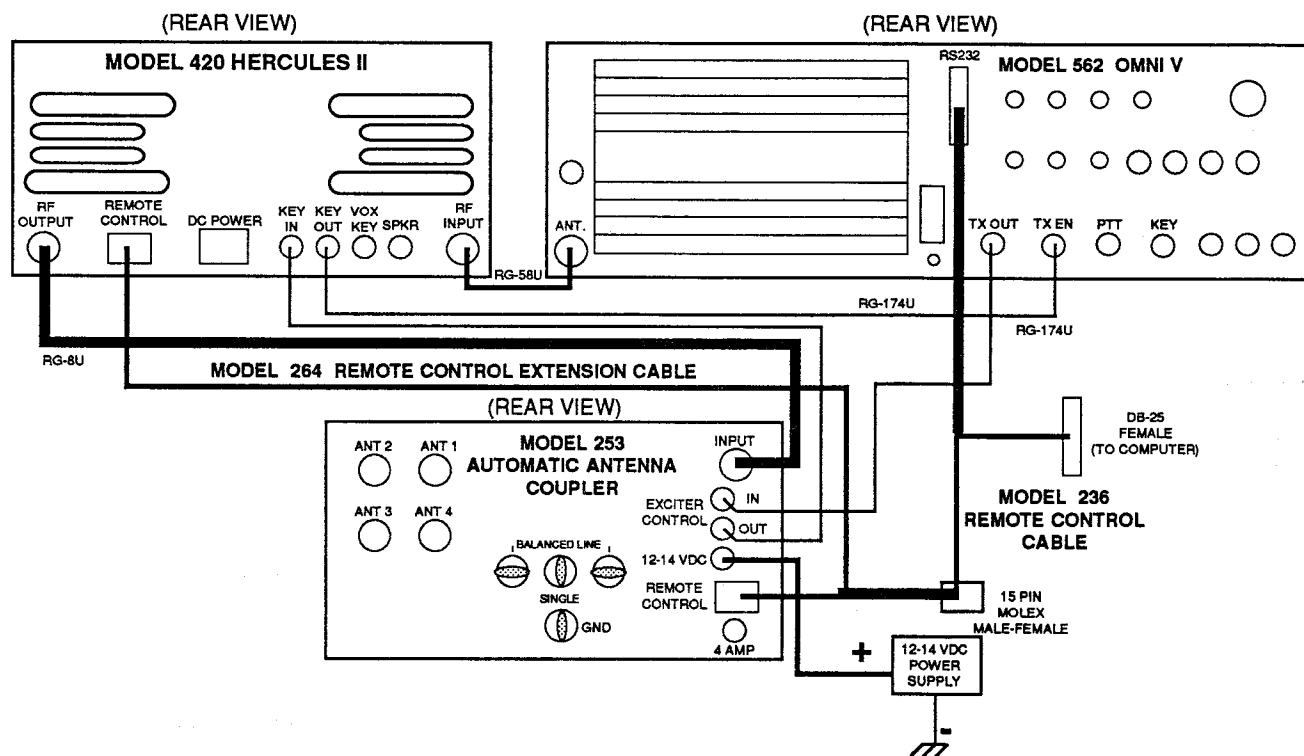 (REAR VIEW)
(REAR VIEW)
MODEL 420 HERCULES II
RS232
MODEL 562 OMNI V
RF
OUTPUT
REMOTE
CONTROL
DC POWER
KEY
IN
KEY
OUT
VOX
KEY
SPKR
RF
INPUT
ANT.
TX OUT
TX EN
PTT
KEY
RG-58U
RG-174U
RG-174U
RG-8U
MODEL 264 REMOTE CONTROL EXTENSION CABLE
(REAR VIEW)
ANT 2
ANT 1
MODEL 253
AUTOMATIC ANTENNA
COUPLER
INPUT
DB-25
FEMALE
(TO COMPUTER)
ANT 3
ANT 4
EXCITER
CONTROL
IN
OUT
MODEL 236
REMOTE CONTROL
CABLE
BALANCED LINE
12-14 VDC
SINGLE
REMOTE
CONTROL
GND
4 AMP
15 PIN
MOLEX
MALE-FEMALE
+
12-14 VDC
POWER
SUPPLY
-